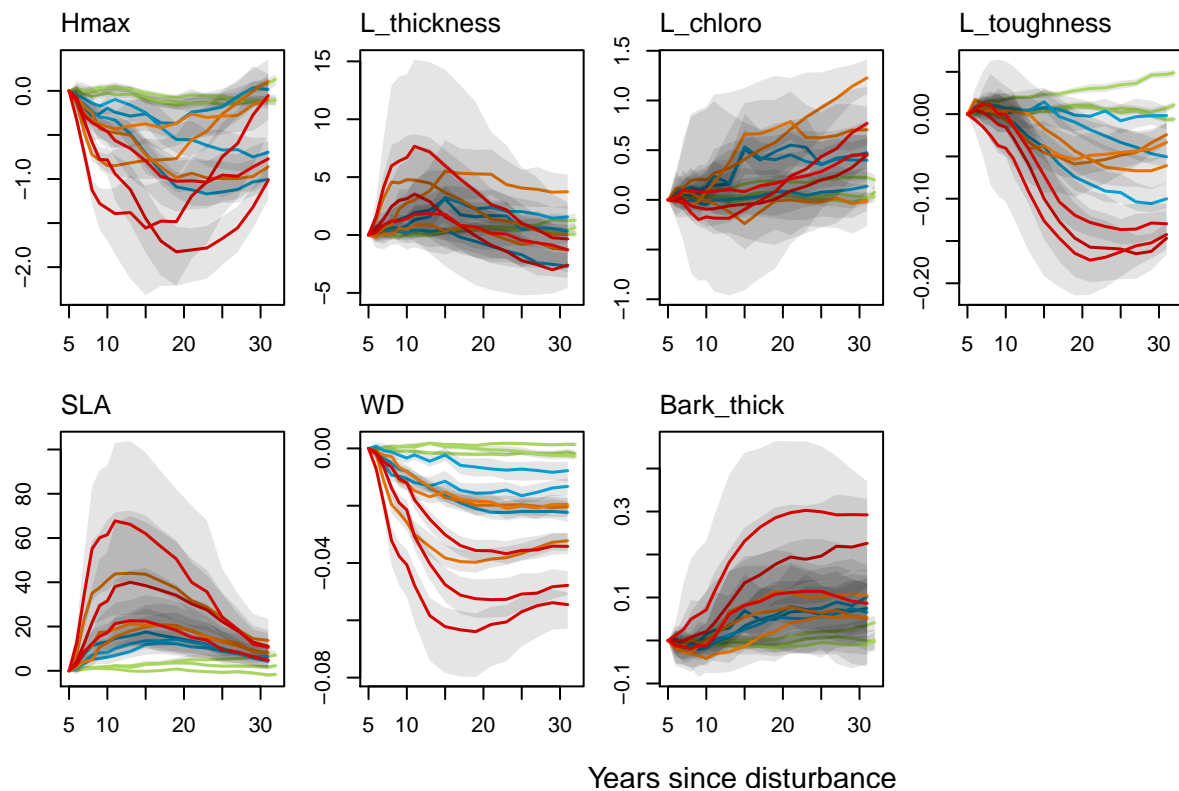 Hmax L_thickness L_chloro L_toughness
0.0 −1.0 −2.0
15 10 5 0 −5
1.5 1.0 0.5 0.0 −1.0
0.00 −0.10 −0.20
5 10 20 30 5 10 20 30 5 10 20 30 5 10 20 30
SLA WD Bark_thick
80 60 40 20 0
0.00 −0.04 −0.08
0.3 0.1 −0.1
5 10 20 30 5 10 20 30 5 10 20 30
Years since disturbance